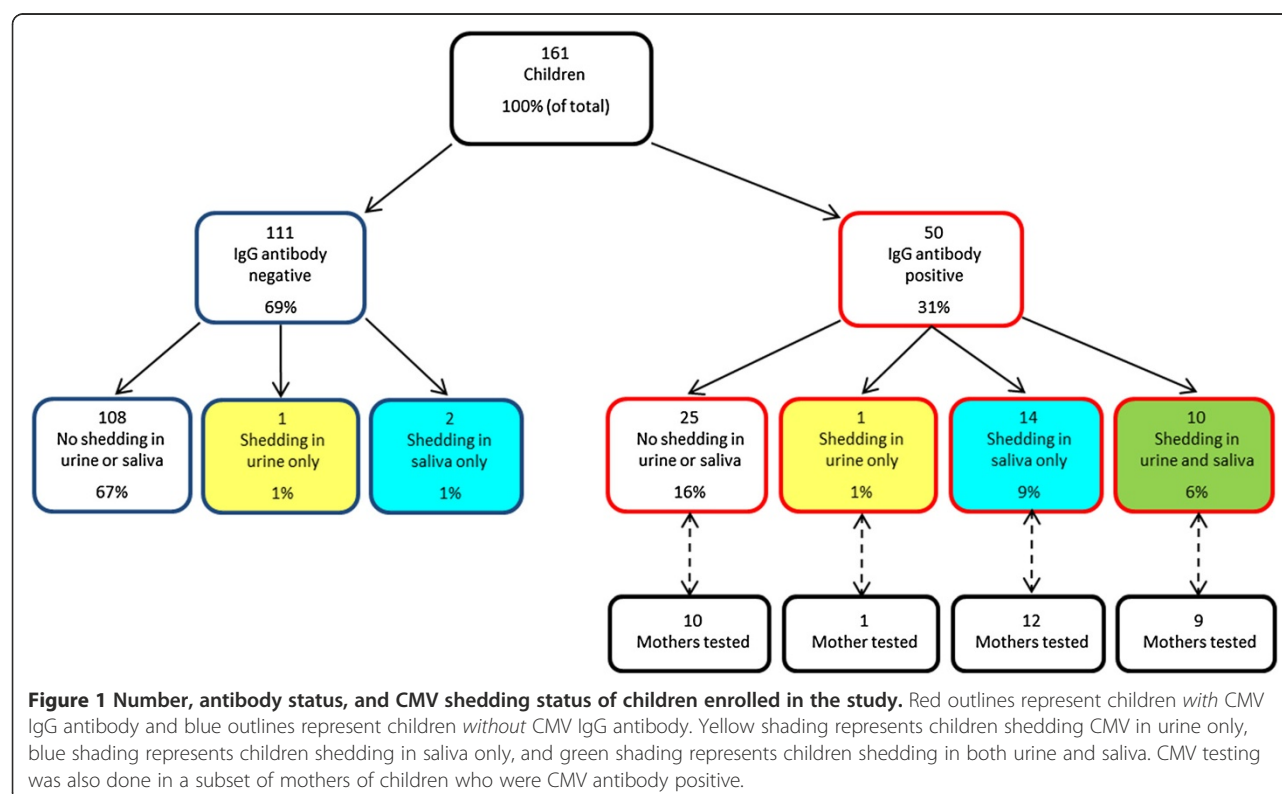 161
Children
100% (of total)
111
IgG antibody
negative
69%
50
IgG antibody
positive
31%
108
No shedding in
urine or saliva
67%
1
Shedding in
urine only
1%
2
Shedding in
saliva only
1%
25
No shedding in
urine or saliva
16%
1
Shedding in
urine only
1%
14
Shedding in
saliva only
9%
10
Shedding in
urine and saliva
6%
10
Mothers tested
1
Mother tested
12
Mothers tested
9
Mothers tested
Figure 1 Number, antibody status, and CMV shedding status of children enrolled in the study. Red outlines represent children with CMV
IgG antibody and blue outlines represent children without CMV IgG antibody. Yellow shading represents children shedding CMV in urine only,
blue shading represents children shedding in saliva only, and green shading represents children shedding in both urine and saliva. CMV testing
was also done in a subset of mothers of children who were CMV antibody positive.